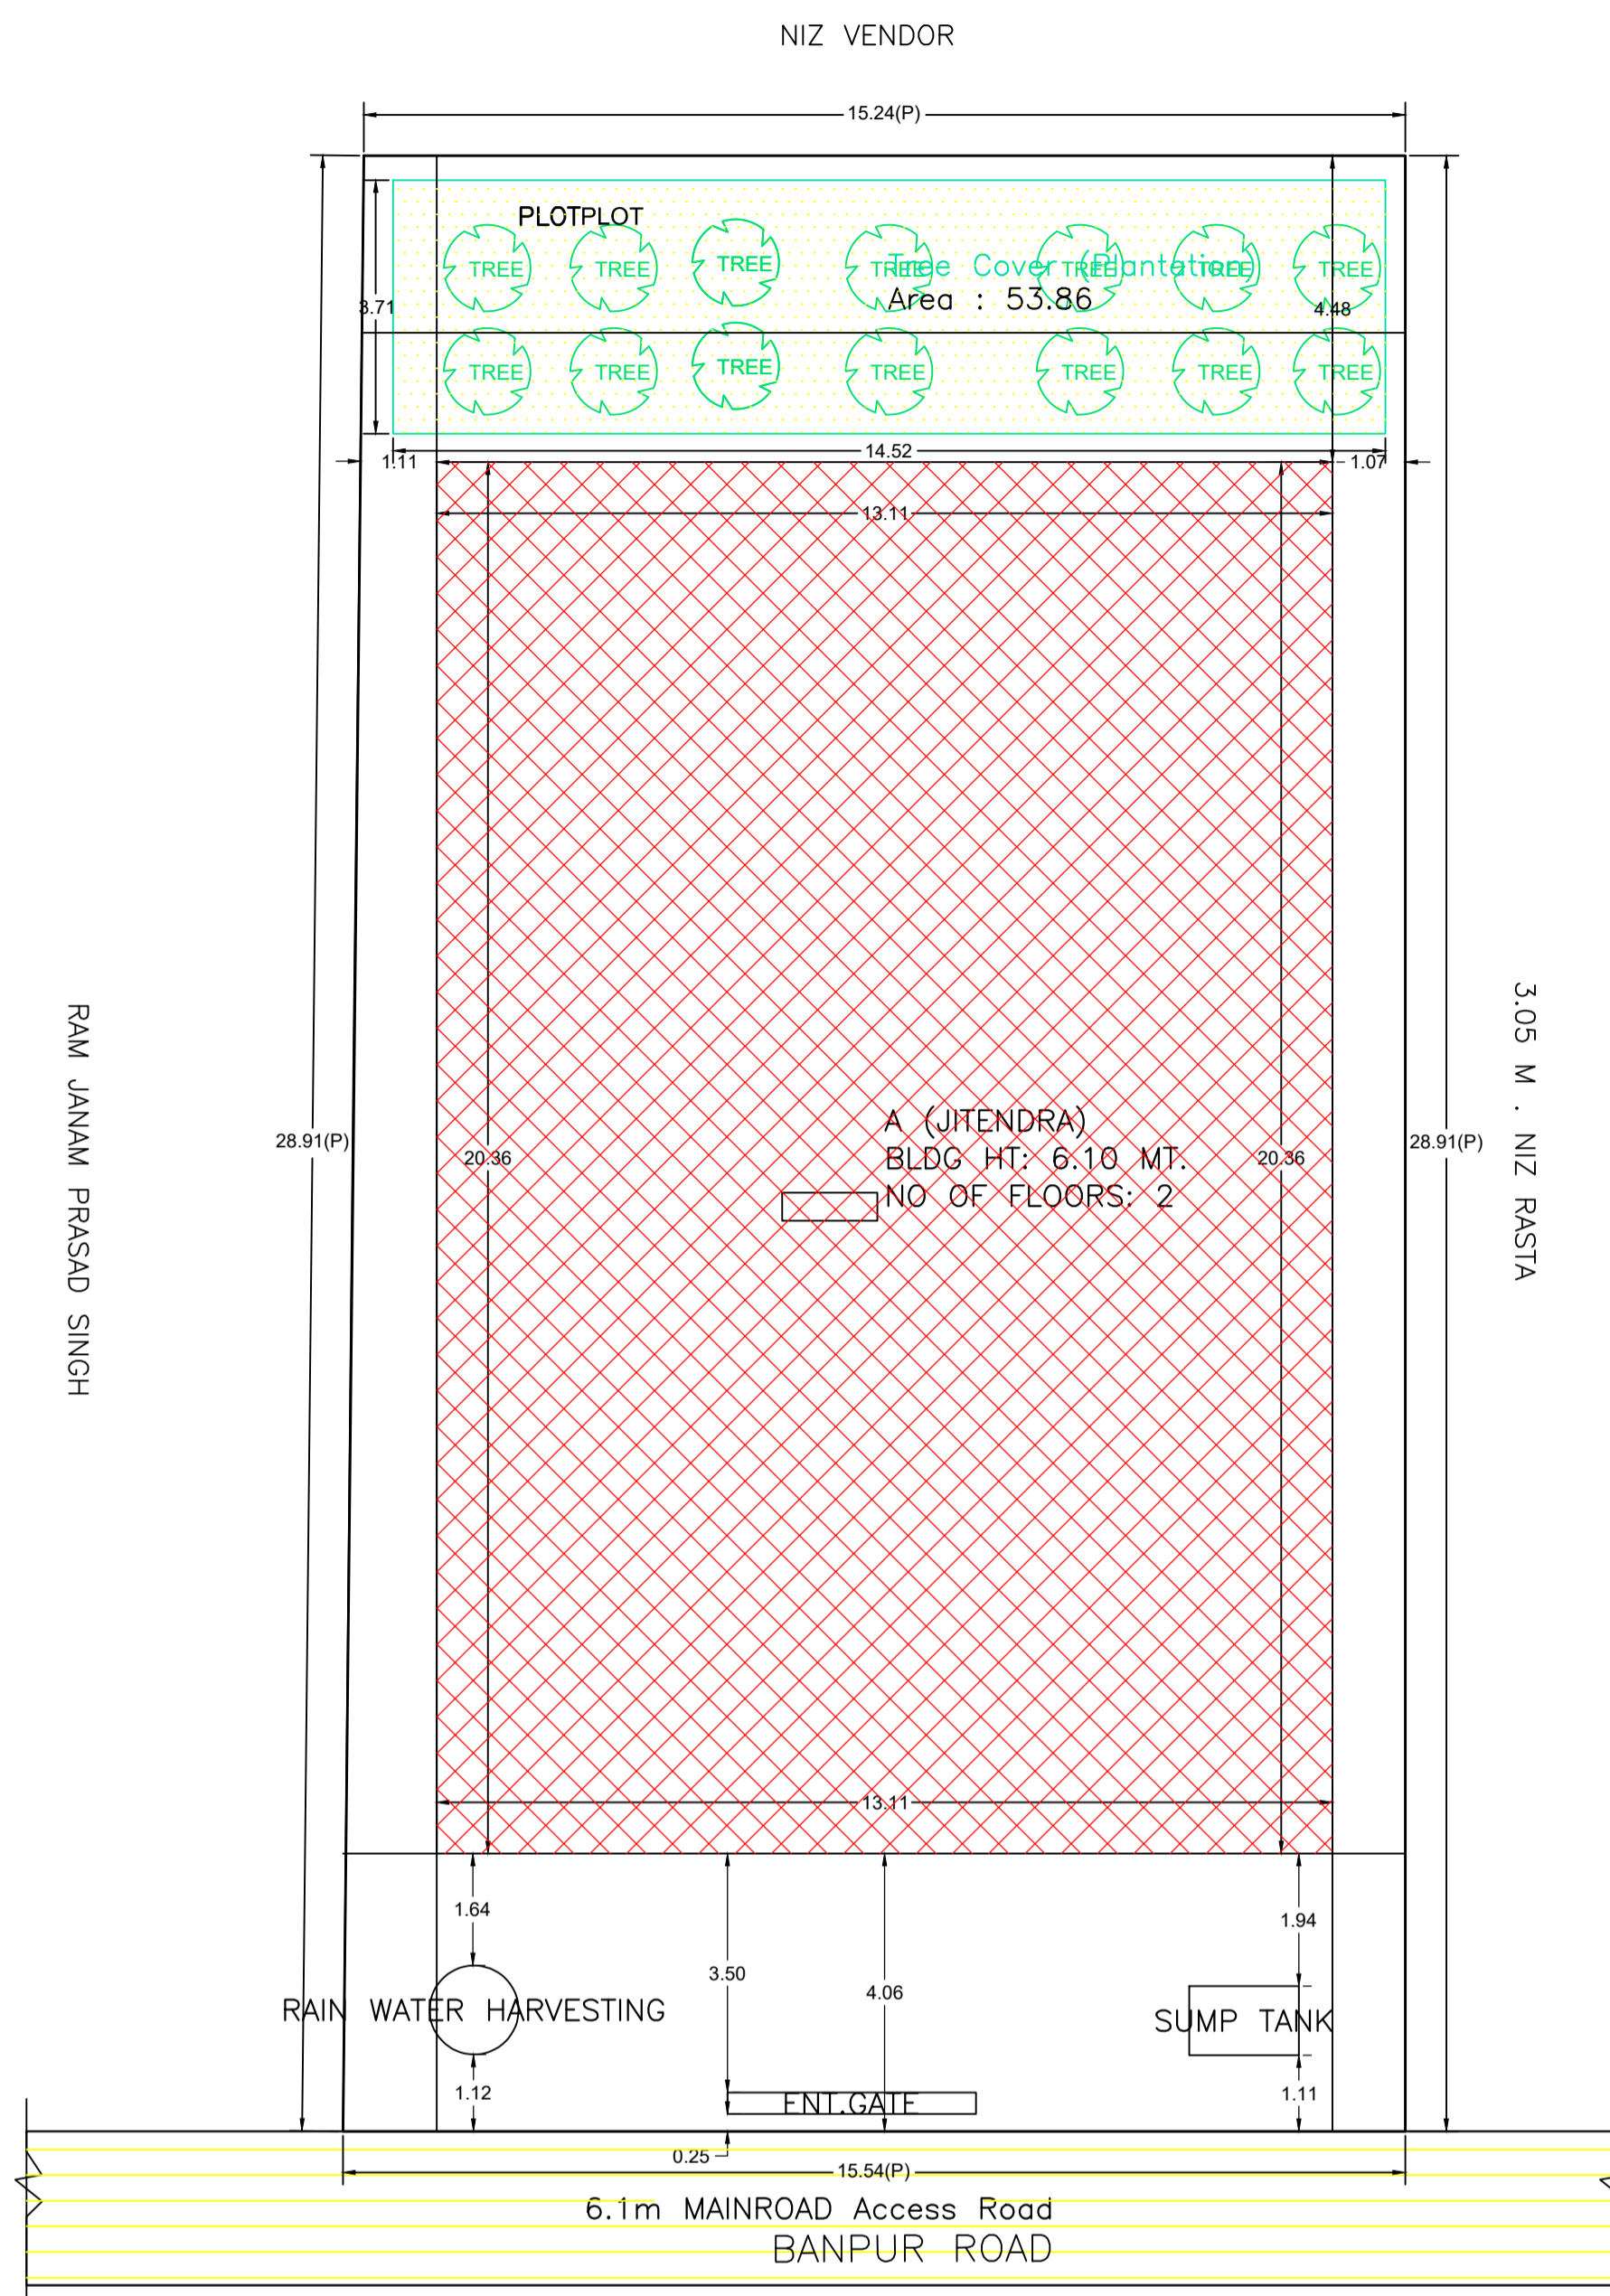 NIZ VENDOR
15.24(P)
PLOTPLOT
TREE TREE TREE TREE TREE TREE TREE
Tree Cover (Plantation)
Area : 53.86
3.71
4.48
TREE TREE TREE TREE TREE TREE TREE
14.52
1.11
1.07
13.11
RAM JANAM PRASAD SINGH
28.91(P)
20.36
A (JITENDRA)
BLDG HT: 6.10 MT.
NO OF FLOORS: 2
20.36
28.91(P)
3.05 M . NIZ RASTA
13.11
1.64
1.94
3.50
4.06
RAIN WATER HARVESTING
SUMP TANK
1.12
ENT.GATE
1.11
0.25
15.54(P)
6.1m MAINROAD Access Road
BANPUR ROAD